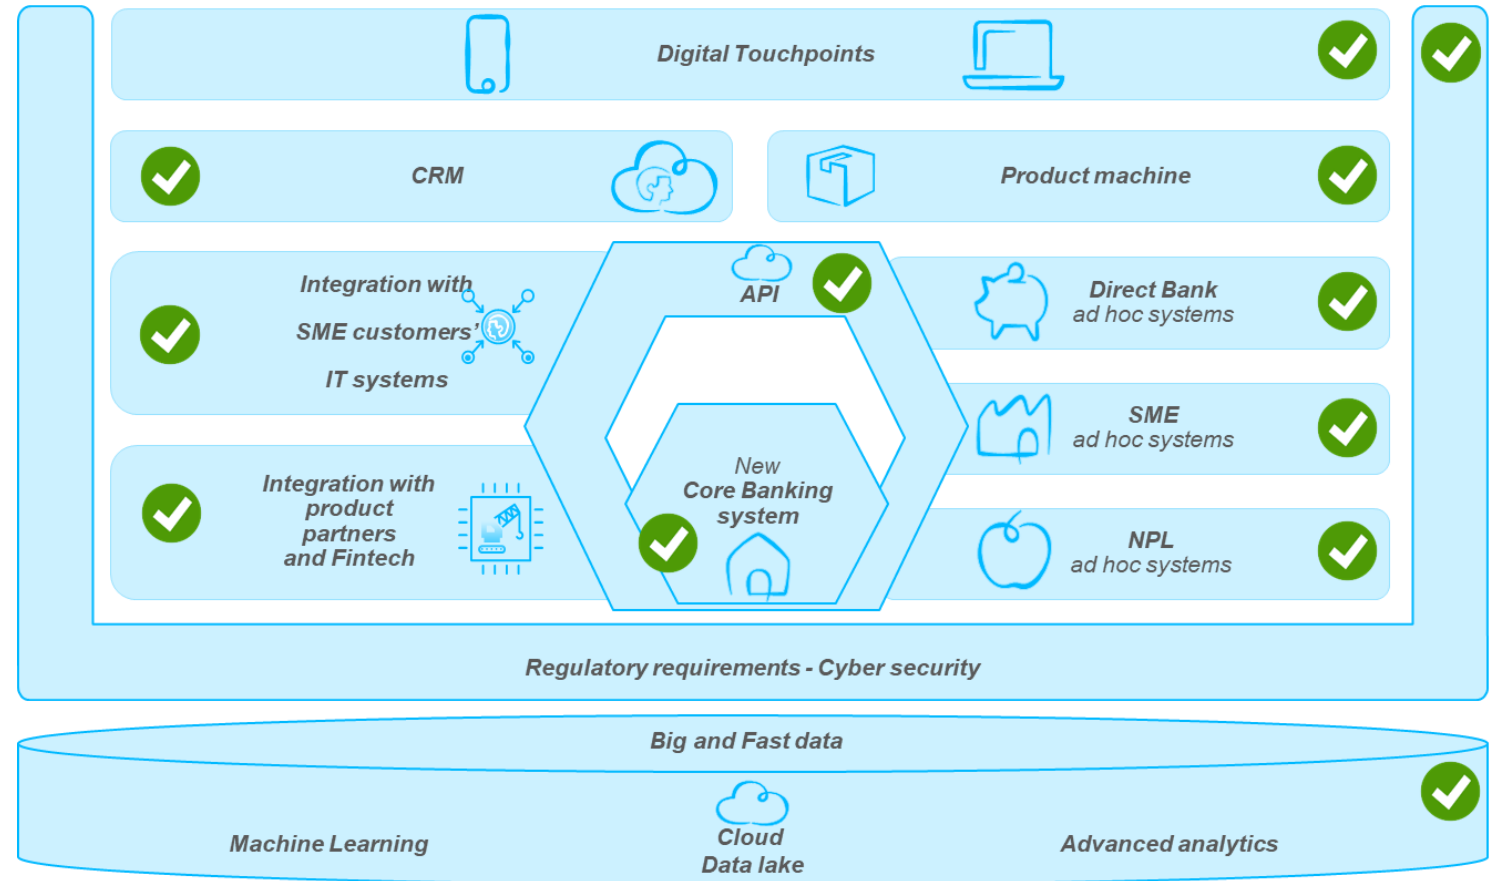 Digital Touchpoints
CRM
Product machine
Integration with
SME customers’
IT systems
API
Direct Bank
ad hoc systems
SME
ad hoc systems
Integration with
product
partners
and Fintech
New
Core Banking
system
NPL
ad hoc systems
Regulatory requirements - Cyber security
Big and Fast data
Machine Learning
Cloud
Data lake
Advanced analytics